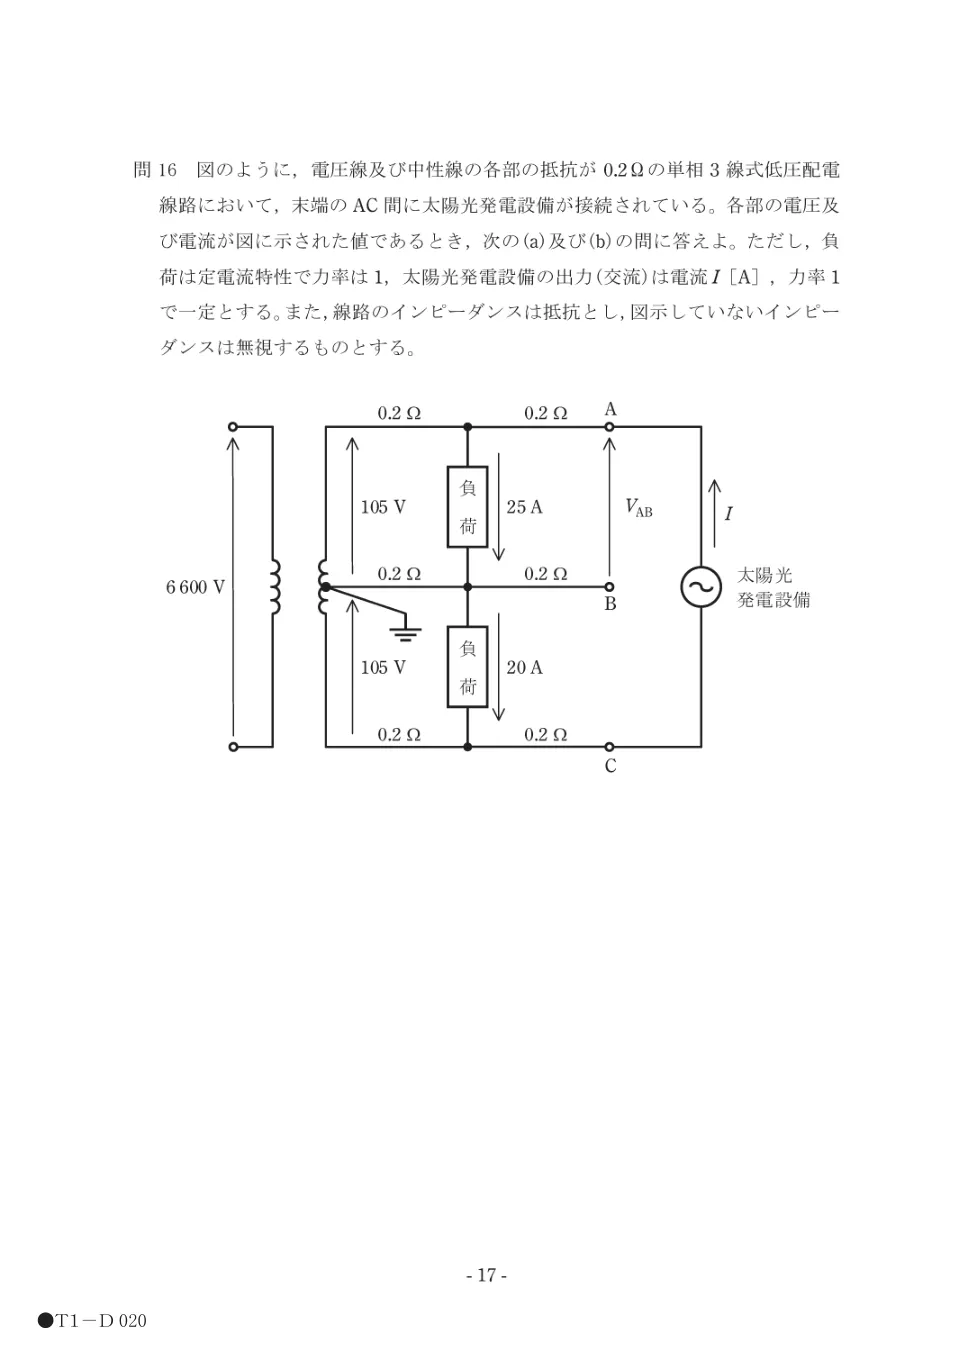 問 16　図のように，電圧線及び中性線の各部の抵抗が 0.2 Ω の単相 3 線式低圧配電
線路において，末端の AC 間に太陽光発電設備が接続されている。各部の電圧及
び電流が図に示された値であるとき，次の(a)及び(b)の問に答えよ。ただし，負
荷は定電流特性で力率は 1，太陽光発電設備の出力(交流)は電流 I［A］，力率 1
で一定とする。また，線路のインピーダンスは抵抗とし，図示していないインピー
ダンスは無視するものとする。
0.2 Ω 0.2 Ω A
負荷
105 V 25 A VAB I
0.2 Ω 0.2 Ω
6 600 V
太陽光
発電設備
B
負荷
105 V 20 A
0.2 Ω 0.2 Ω
C
- 17 -
●T1－D 020